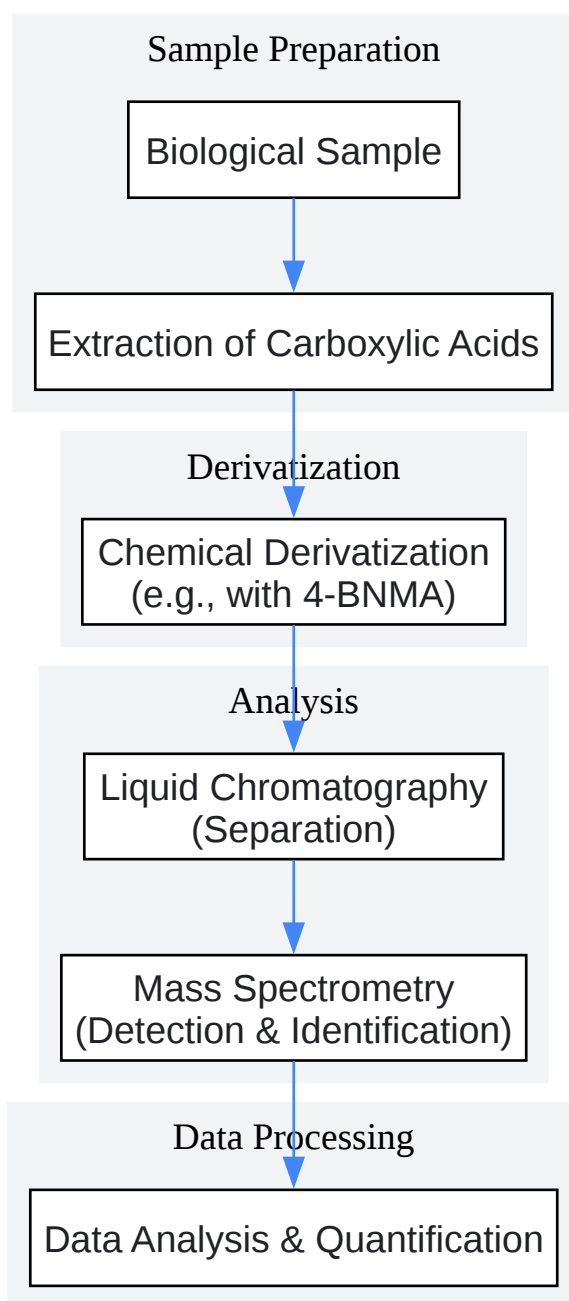 Sample Preparation
Biological Sample
Extraction of Carboxylic Acids
Derivatization
Chemical Derivatization
(e.g., with 4-BNMA)
Analysis
Liquid Chromatography
(Separation)
Mass Spectrometry
(Detection & Identification)
Data Processing
Data Analysis & Quantification